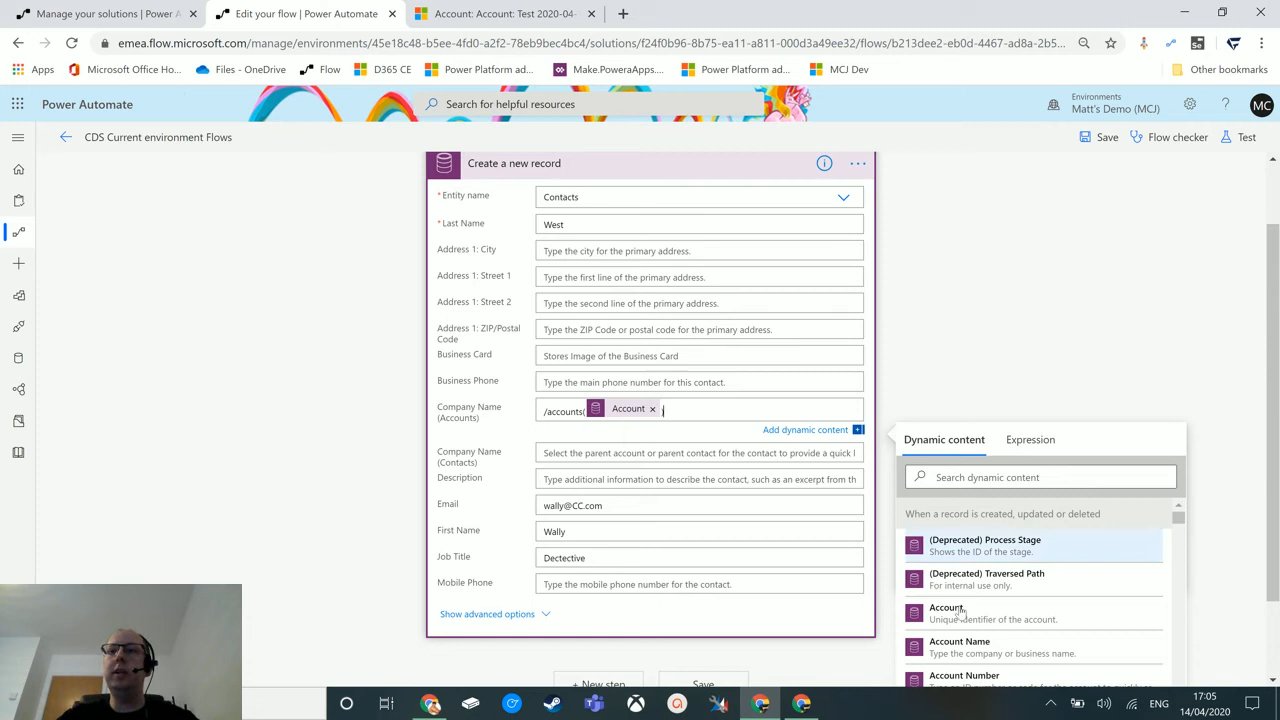 Manage your solutions | Power A
Edit your flow | Power Automate
Account: Account: Test 2020-04-
emea.flow.microsoft.com/manage/environments/45e18c48-b5ee-4fd0-a2f2-78eb9bec4bc4/solutions/f24f0b96-8b75-ea11-a811-000d3a49ee32/flows/b213dee2-eb0d-4467-ad8a-2b5...
Apps
Microsoft Office Ho...
Files - OneDrive
Flow
D365 CE
Power Platform ad...
Make.PoweraApps....
Power Platform ad...
MCJ Dev
Other bookmarks
Power Automate
Search for helpful resources
Environments
Matt's Demo (MCJ)
MC
CDS Current environment Flows
Save
Flow checker
Test
Create a new record
* Entity name
Contacts
* Last Name
West
Address 1: City
Type the city for the primary address.
Address 1: Street 1
Type the first line of the primary address.
Address 1: Street 2
Type the second line of the primary address.
Address 1: ZIP/Postal
Code
Type the ZIP Code or postal code for the primary address.
Business Card
Stores Image of the Business Card
Business Phone
Type the main phone number for this contact.
Company Name
(Accounts)
/accounts( Account × )
Add dynamic content
Company Name
(Contacts)
Select the parent account or parent contact for the contact to provide a quick l
Description
Type additional information to describe the contact, such as an excerpt from th
Email
wally@CC.com
First Name
Wally
Job Title
Dectective
Mobile Phone
Type the mobile phone number for the contact.
Show advanced options
+ New step
Save
Dynamic content
Expression
Search dynamic content
When a record is created, updated or deleted
(Deprecated) Process Stage
Shows the ID of the stage.
(Deprecated) Traversed Path
For internal use only.
Account
Unique identifier of the account.
Account Name
Type the company or business name.
Account Number
ENG
17:05
14/04/2020